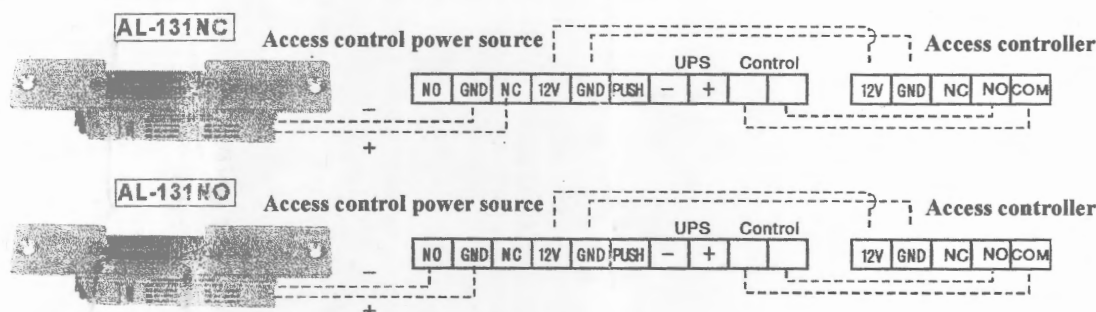 AL-131NC
Access control power source
Access controller
UPS Control
NO GND NC 12V GND PUSH − +
12V GND NC NO COM
−
+
AL-131NO
Access control power source
Access controller
UPS Control
NO GND NC 12V GND PUSH − +
12V GND NC NO COM
−
+